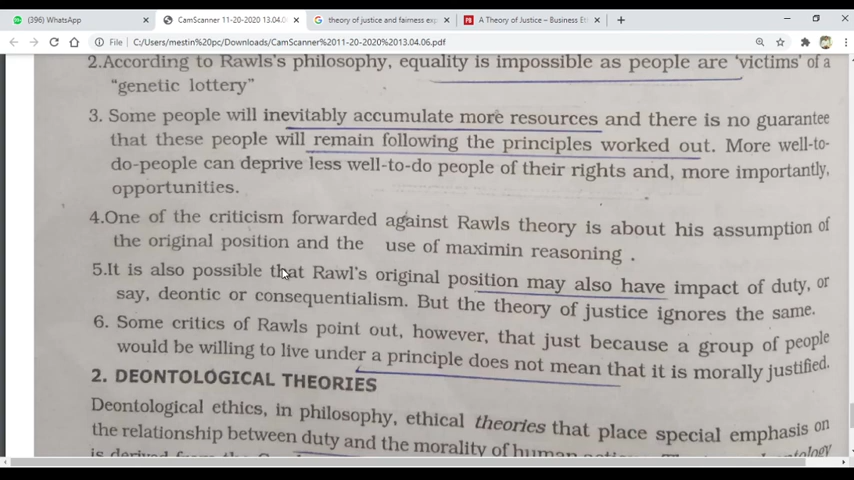 (396) WhatsApp
CamScanner 11-20-2020 13.04.0
theory of justice and fairness exp
A Theory of Justice – Business Et
File C:/Users/mestin%20pc/Downloads/CamScanner%2011-20-2020%2013.04.06.pdf
2.According to Rawls's philosophy, equality is impossible as people are 'victims' of a
"genetic lottery"
3. Some people will inevitably accumulate more resources and there is no guarantee
that these people will remain following the principles worked out. More well-to-
do-people can deprive less well-to-do people of their rights and, more importantly,
opportunities.
4.One of the criticism forwarded against Rawls theory is about his assumption of
the original position and the use of maximin reasoning .
5.It is also possible that Rawl's original position may also have impact of duty, or
say, deontic or consequentialism. But the theory of justice ignores the same.
6. Some critics of Rawls point out, however, that just because a group of people
would be willing to live under a principle does not mean that it is morally justified.
2. DEONTOLOGICAL THEORIES
Deontological ethics, in philosophy, ethical theories that place special emphasis on
the relationship between duty and the morality of human